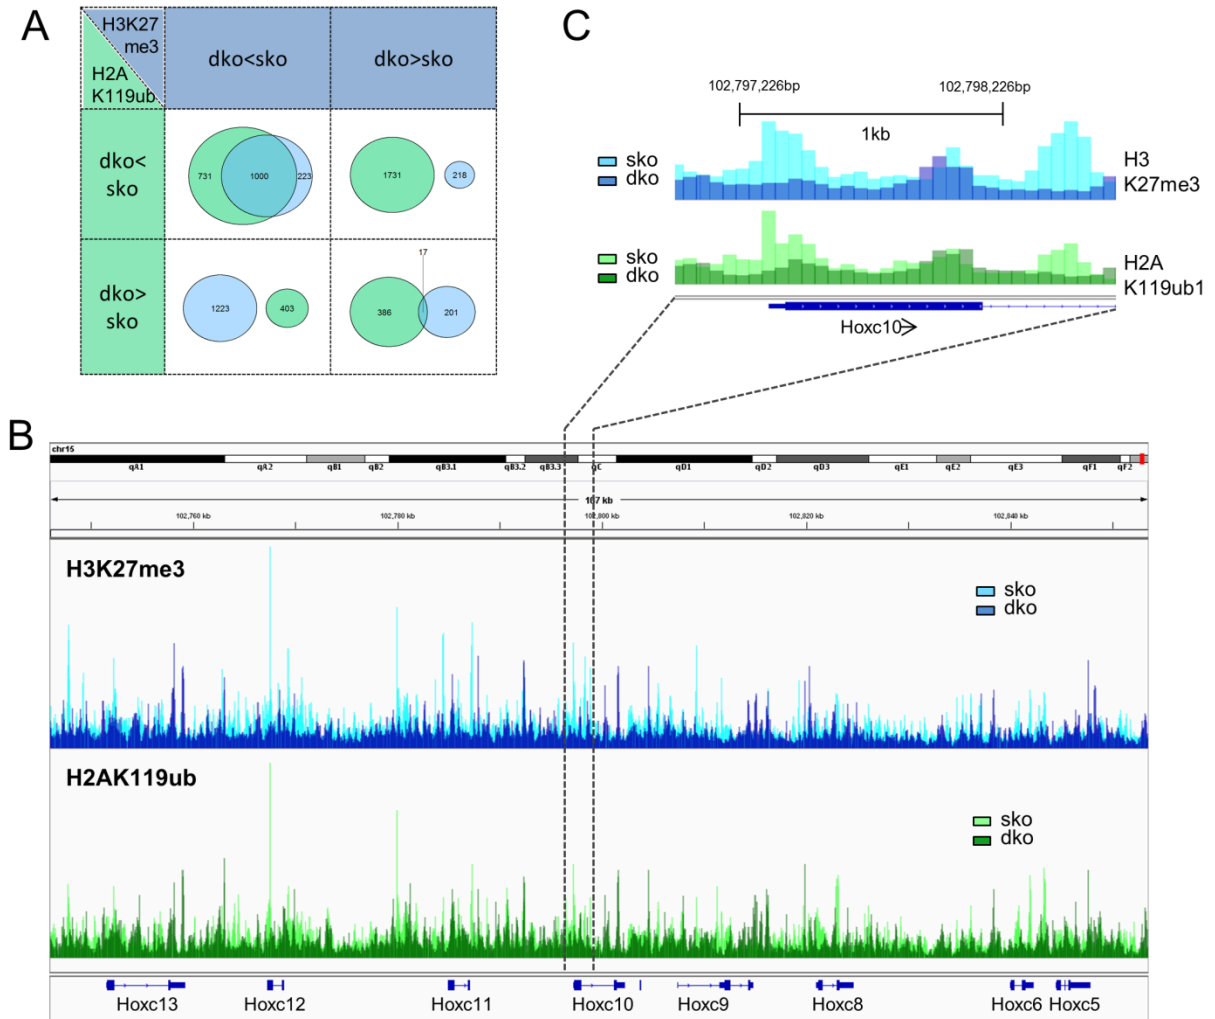 A
H3K27
me3
H2A
K119ub
dko<sko
dko>sko
dko<
sko
731
1000
223
1731
218
dko>
sko
1223
403
17
386
201
C
102,797,226bp
102,798,226bp
1kb
sko
dko
H3
K27me3
sko
dko
H2A
K119ub1
Hoxc10
B
chr15
qA1
qA2
qB1
qB2
qB3.1
qB3.2
qB3.3
qC
qD1
qD2
qD3
qE1
qE2
qE3
qF1
qF2
107 kb
102,760 kb
102,780 kb
102,800 kb
102,820 kb
102,840 kb
H3K27me3
sko
dko
H2AK119ub
sko
dko
Hoxc13
Hoxc12
Hoxc11
Hoxc10
Hoxc9
Hoxc8
Hoxc6
Hoxc5